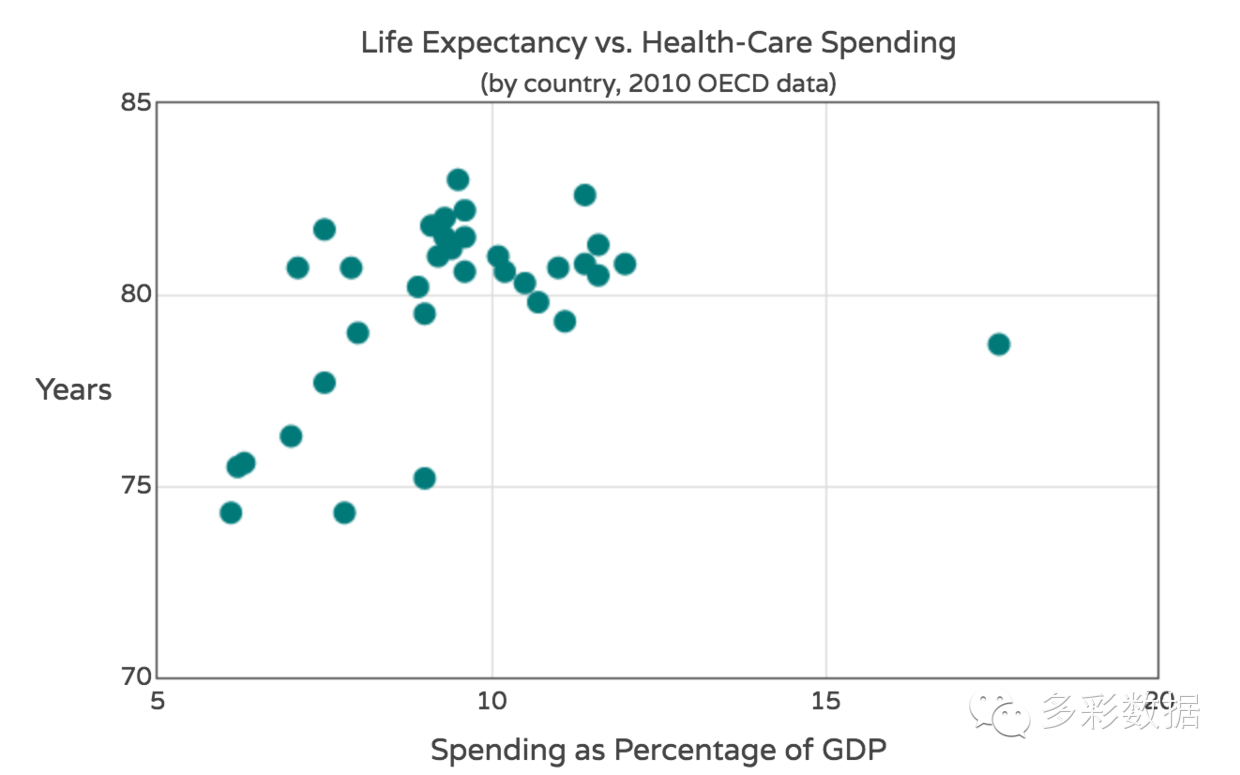 Life Expectancy vs. Health-Care Spending
(by country, 2010 OECD data)
85
80
Years
75
70
5
10
15
20
多彩数据
Spending as Percentage of GDP